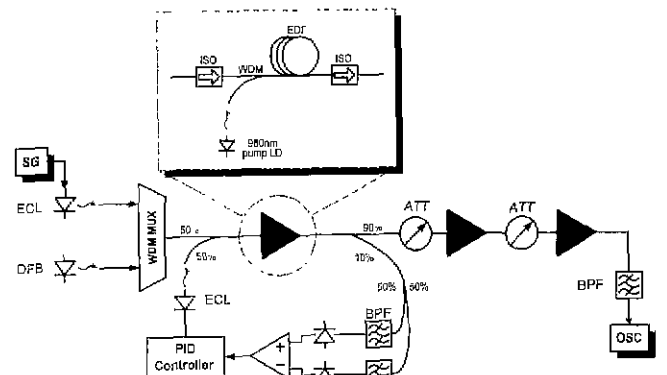 EDF
ISO
ISO
WDM
980nm
pump LD
SG
ECL
DFB
WDM MUX
50%
50%
90%
10%
ATT
ATT
50%
50%
BPF
BPF
ECL
PID
Controller
+
−
OSC